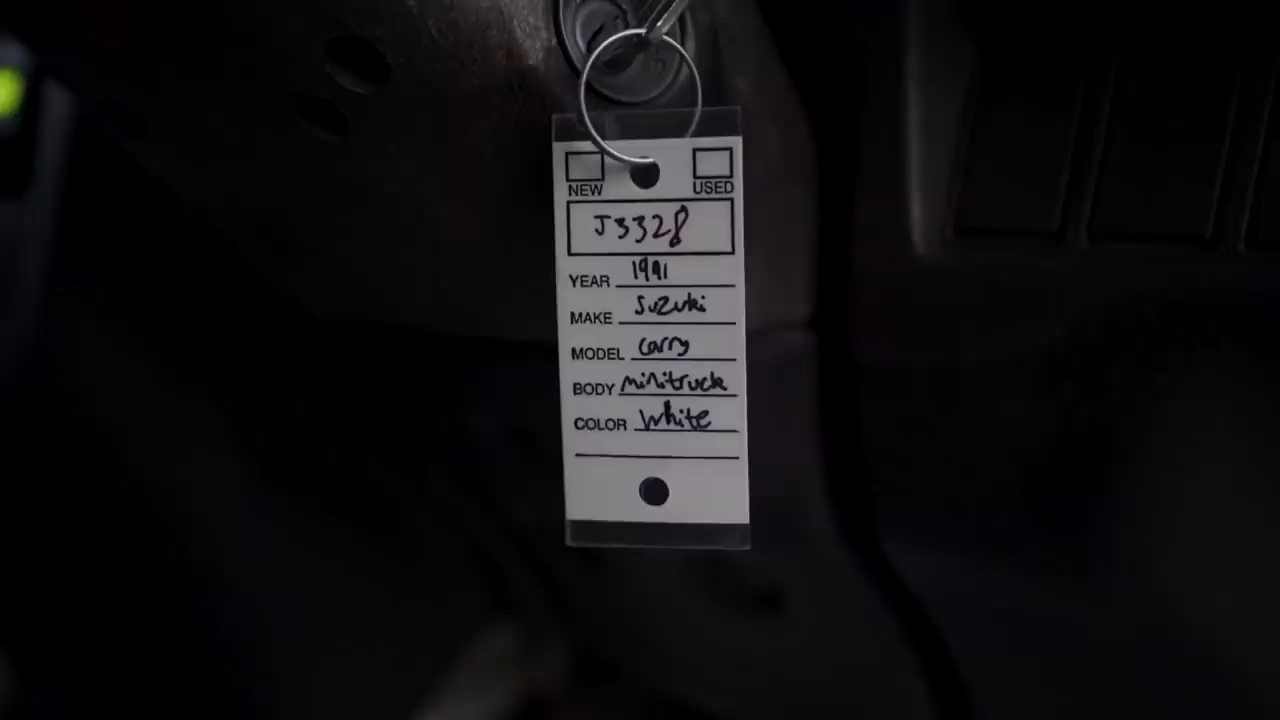 NEW USED
J3328
YEAR 1991
MAKE Suzuki
MODEL Carry
BODY minitruck
COLOR White